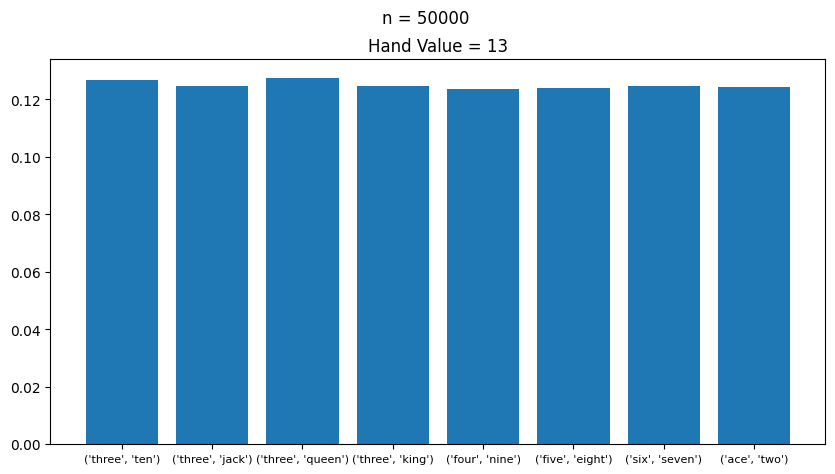 n = 50000
Hand Value = 13
0.12
0.10
0.08
0.06
0.04
0.02
0.00
('three', 'ten') ('three', 'jack') ('three', 'queen') ('three', 'king') ('four', 'nine') ('five', 'eight') ('six', 'seven') ('ace', 'two')